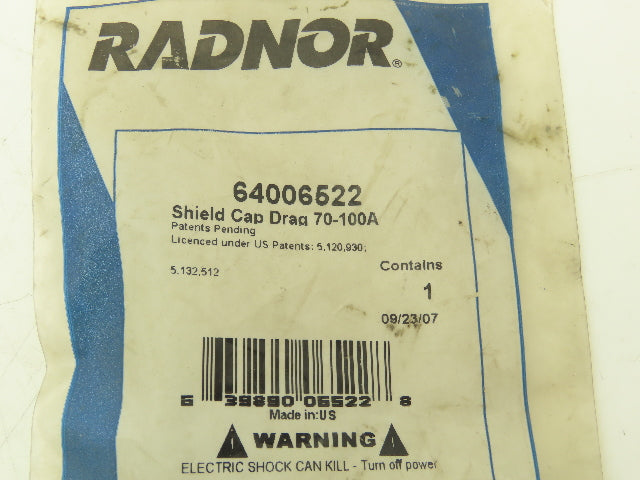 RADNOR®
64006522
Shield Cap Drag 70-100A
Patents Pending
Licenced under US Patents: 5,120,930;
5,132,512
Contains
1
09/23/07
6 39890 06522 8
Made in:US
WARNING
ELECTRIC SHOCK CAN KILL - Turn off power